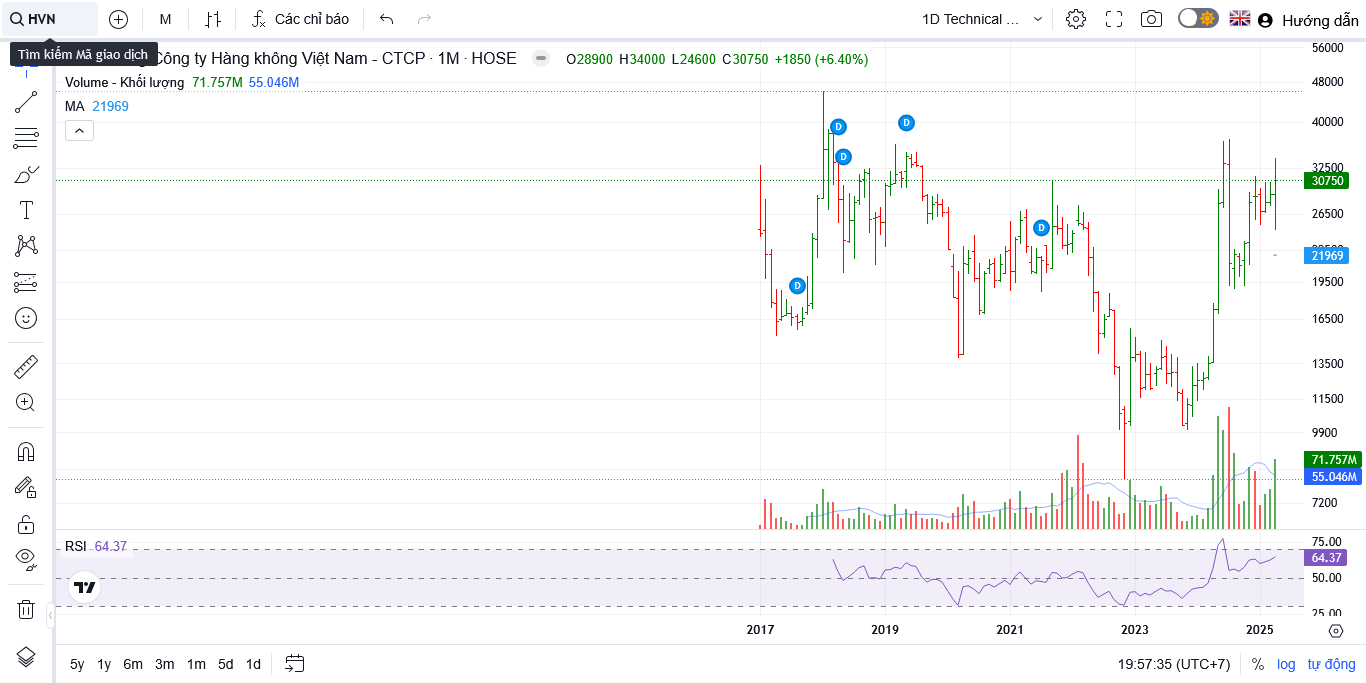 HVN
M
Các chỉ báo
1D Technical ...
Hướng dẫn
Tìm kiếm Mã giao dịch
Công ty Hàng không Việt Nam - CTCP · 1M · HOSE
O28900 H34000 L24600 C30750 +1850 (+6.40%)
Volume - Khối lượng 71.757M 55.046M
MA 21969
56000
48000
40000
32500
30750
26500
21969
19500
16500
13500
11500
9900
71.757M
55.046M
7200
D
D
D
D
D
RSI 64.37
75.00
64.37
50.00
25.00
2017
2019
2021
2023
2025
5y 1y 6m 3m 1m 5d 1d
19:57:35 (UTC+7)
%
log
tự động